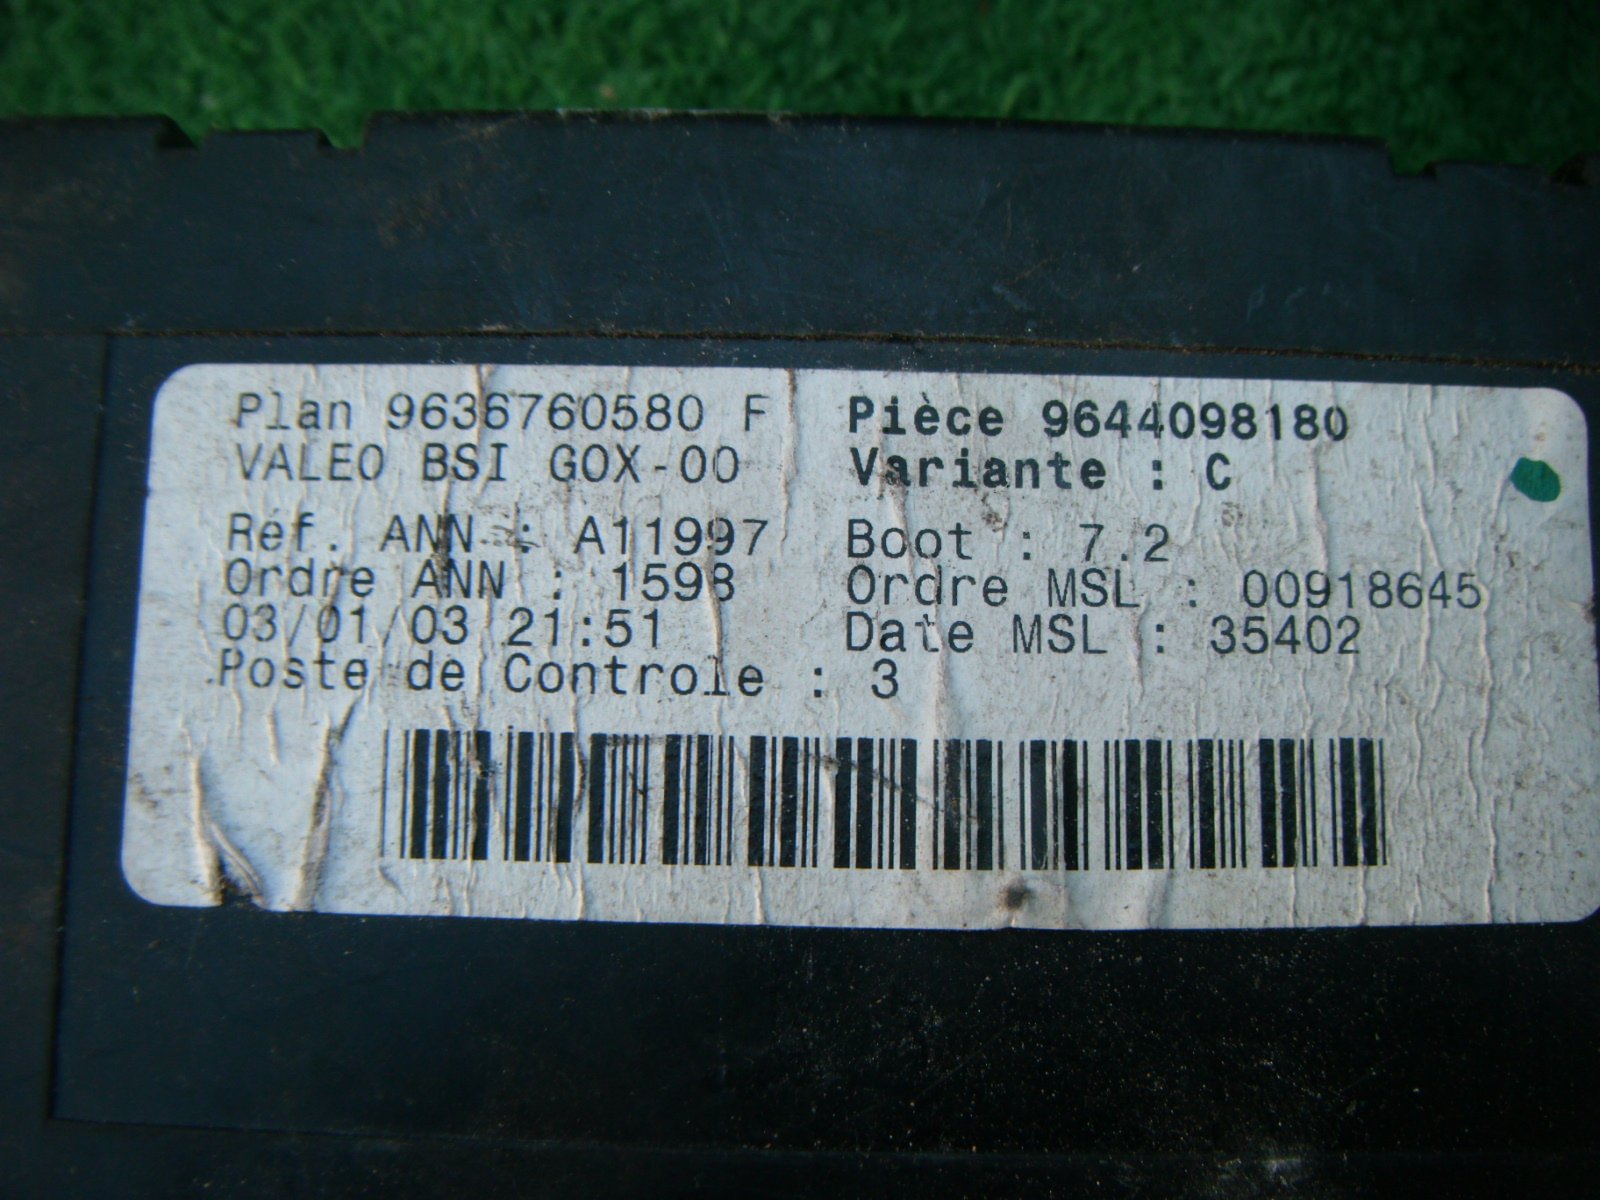 Plan 9636760580 F
VALEO BSI GOX-00
Réf. ANN : A11997
Ordre ANN : 1598
03/01/03 21:51
Poste de Controle : 3
Pièce 9644098180
Variante : C
Boot : 7.2
Ordre MSL : 00918645
Date MSL : 35402